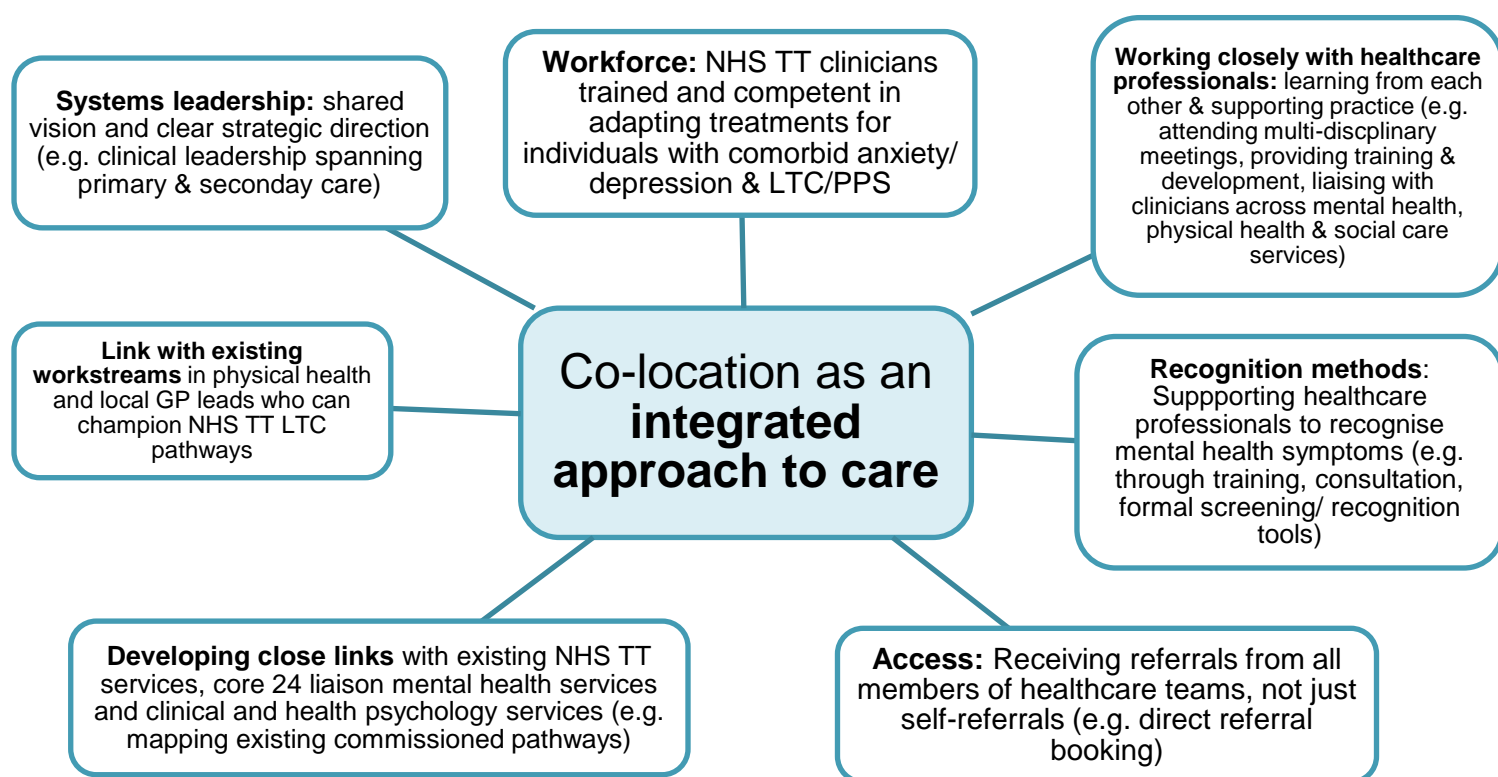 Systems leadership: shared
vision and clear strategic direction
(e.g. clinical leadership spanning
primary & seconday care)
Workforce: NHS TT clinicians
trained and competent in
adapting treatments for
individuals with comorbid anxiety/
depression & LTC/PPS
Working closely with healthcare
professionals: learning from each
other & supporting practice (e.g.
attending multi-discplinary
meetings, providing training &
development, liaising with
clinicians across mental health,
physical health & social care
services)
Link with existing
workstreams in physical health
and local GP leads who can
champion NHS TT LTC
pathways
Co-location as an
integrated
approach to care
Recognition methods:
Suppporting healthcare
professionals to recognise
mental health symptoms (e.g.
through training, consultation,
formal screening/ recognition
tools)
Developing close links with existing NHS TT
services, core 24 liaison mental health services
and clinical and health psychology services (e.g.
mapping existing commissioned pathways)
Access: Receiving referrals from all
members of healthcare teams, not just
self-referrals (e.g. direct referral
booking)